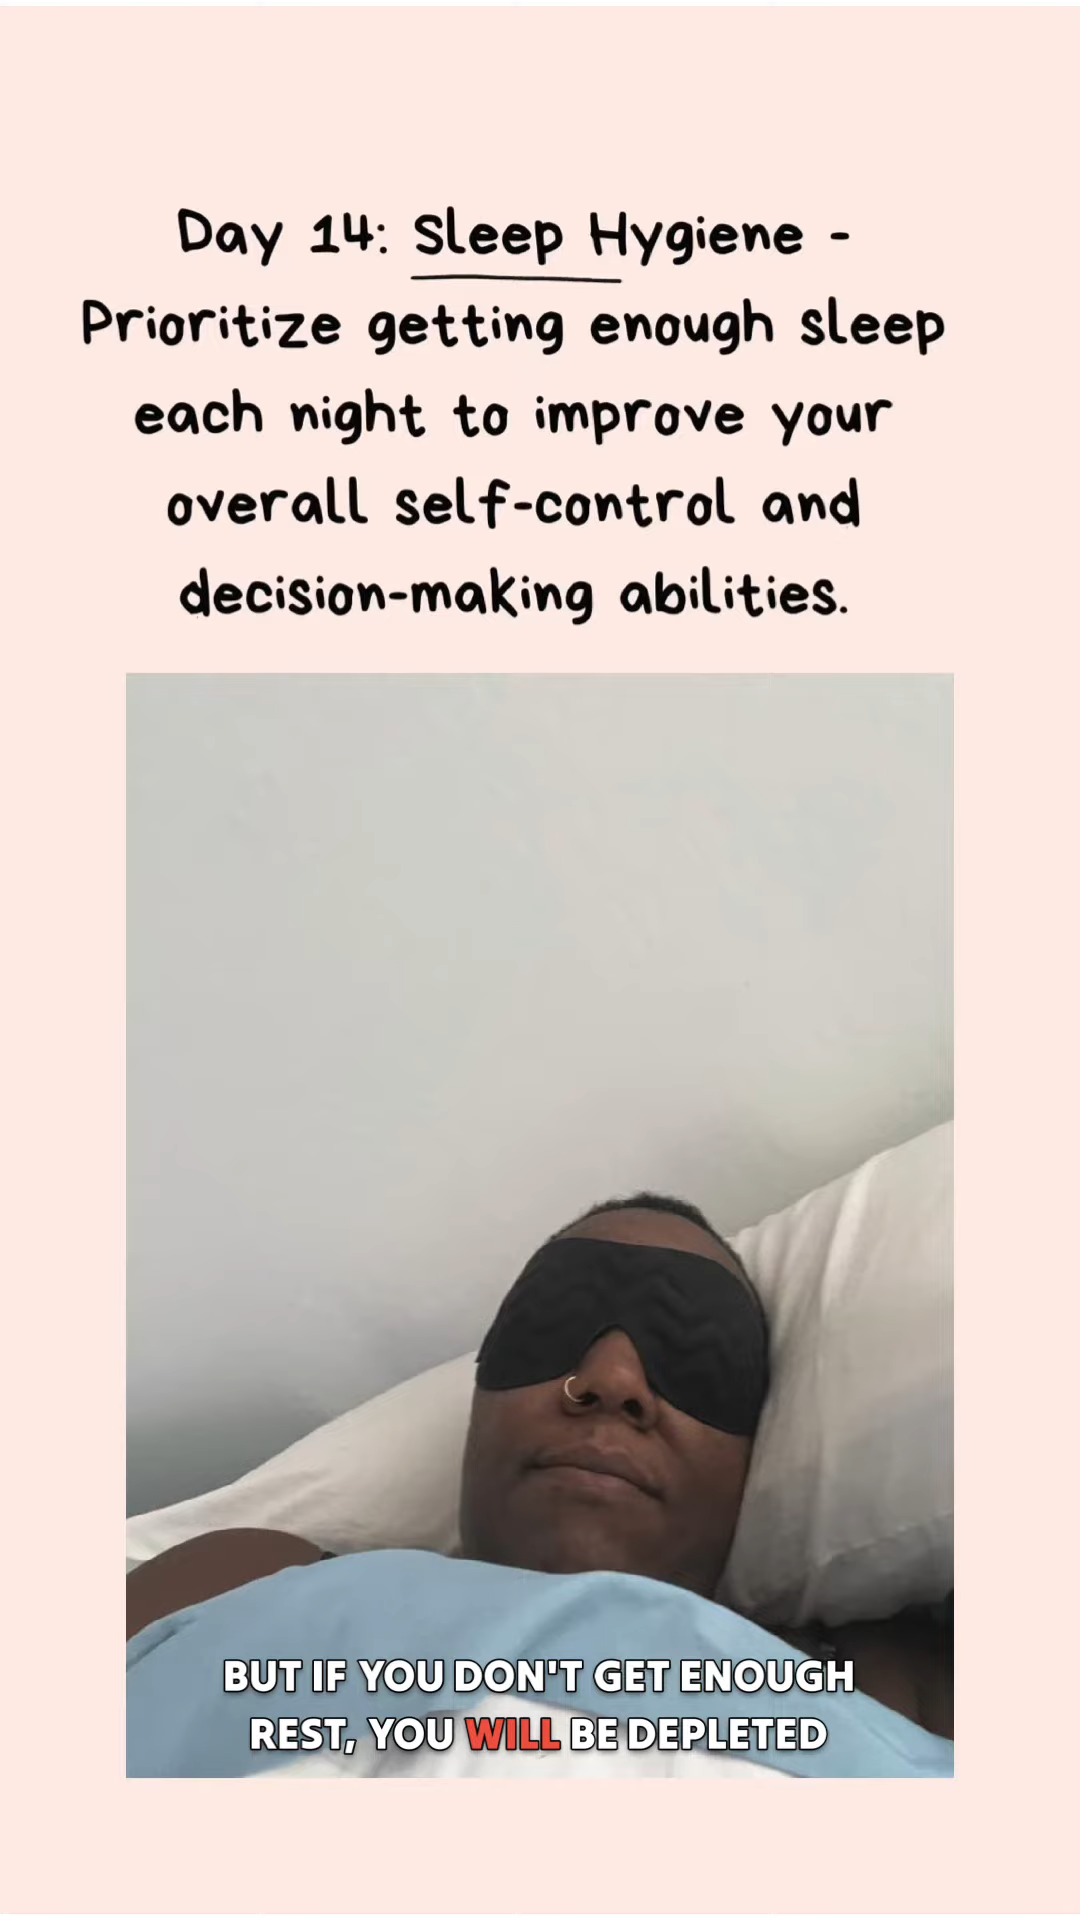 Day 14: Sleep Hygiene -
Prioritize getting enough sleep
each night to improve your
overall self-control and
decision-making abilities.
BUT IF YOU DON'T GET ENOUGH
REST, YOU WILL BE DEPLETED